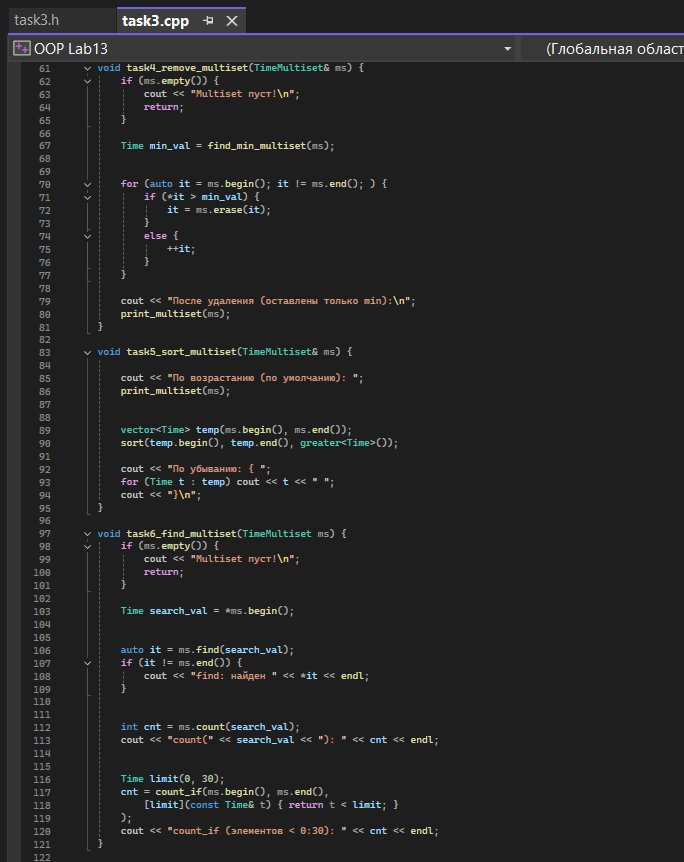 task3.h
task3.cpp
OOP Lab13
(Глобальная област
61 void task4_remove_multiset(TimeMultiset& ms) {
62     if (ms.empty()) {
63         cout << "Multiset пуст!\n";
64         return;
65     }
66
67     Time min_val = find_min_multiset(ms);
68
69
70     for (auto it = ms.begin(); it != ms.end(); ) {
71         if (*it > min_val) {
72             it = ms.erase(it);
73         }
74         else {
75             ++it;
76         }
77     }
78
79     cout << "После удаления (оставлены только min):\n";
80     print_multiset(ms);
81 }
82
83 void task5_sort_multiset(TimeMultiset& ms) {
84
85     cout << "По возрастанию (по умолчанию): ";
86     print_multiset(ms);
87
88
89     vector<Time> temp(ms.begin(), ms.end());
90     sort(temp.begin(), temp.end(), greater<Time>());
91
92     cout << "По убыванию: { ";
93     for (Time t : temp) cout << t << " ";
94     cout << "}\n";
95 }
96
97 void task6_find_multiset(TimeMultiset ms) {
98     if (ms.empty()) {
99         cout << "Multiset пуст!\n";
100         return;
101     }
102
103     Time search_val = *ms.begin();
104
105
106     auto it = ms.find(search_val);
107     if (it != ms.end()) {
108         cout << "find: найден " << *it << endl;
109     }
110
111
112     int cnt = ms.count(search_val);
113     cout << "count(" << search_val << "): " << cnt << endl;
114
115
116     Time limit(0, 30);
117     cnt = count_if(ms.begin(), ms.end(),
118         [limit](const Time& t) { return t < limit; }
119     );
120     cout << "count_if (элементов < 0:30): " << cnt << endl;
121 }
122